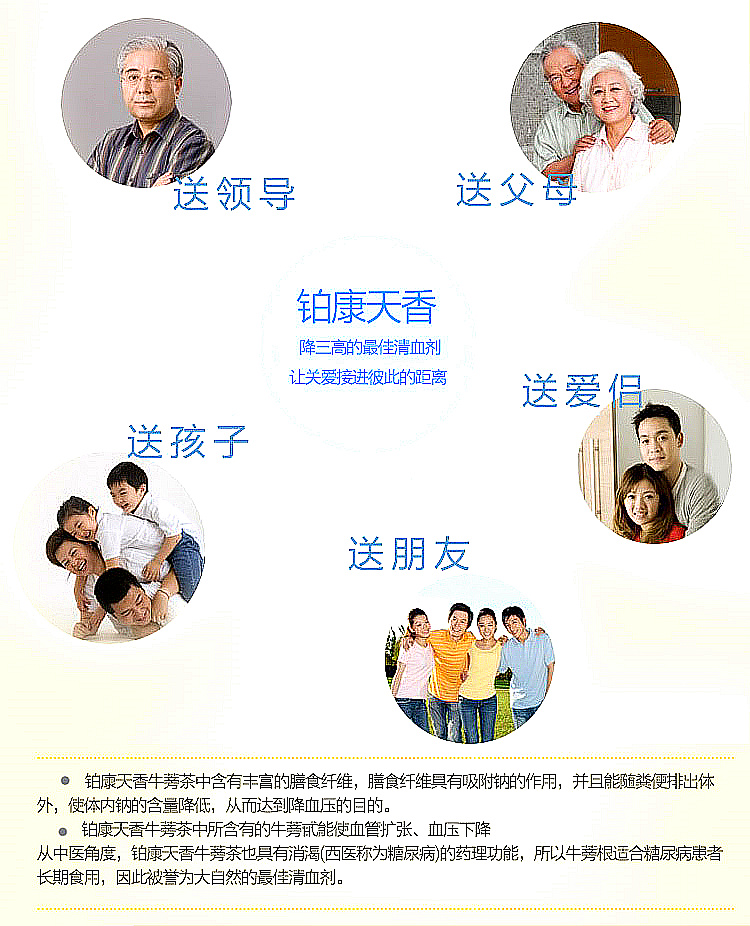 送领导
送父母
铂康天香
降三高的最佳清血剂
让关爱接进彼此的距离
送爱侣
送孩子
送朋友
铂康天香牛蒡茶中含有丰富的膳食纤维，膳食纤维具有吸附钠的作用，并且能随粪便排出体
外，使体内钠的含量降低，从而达到降血压的目的。
铂康天香牛蒡茶中所含有的牛蒡甙能使血管扩张、血压下降
从中医角度，铂康天香牛蒡茶也具有消渴(西医称为糖尿病)的药理功能，所以牛蒡根适合糖尿病患者
长期食用，因此被誉为大自然的最佳清血剂。